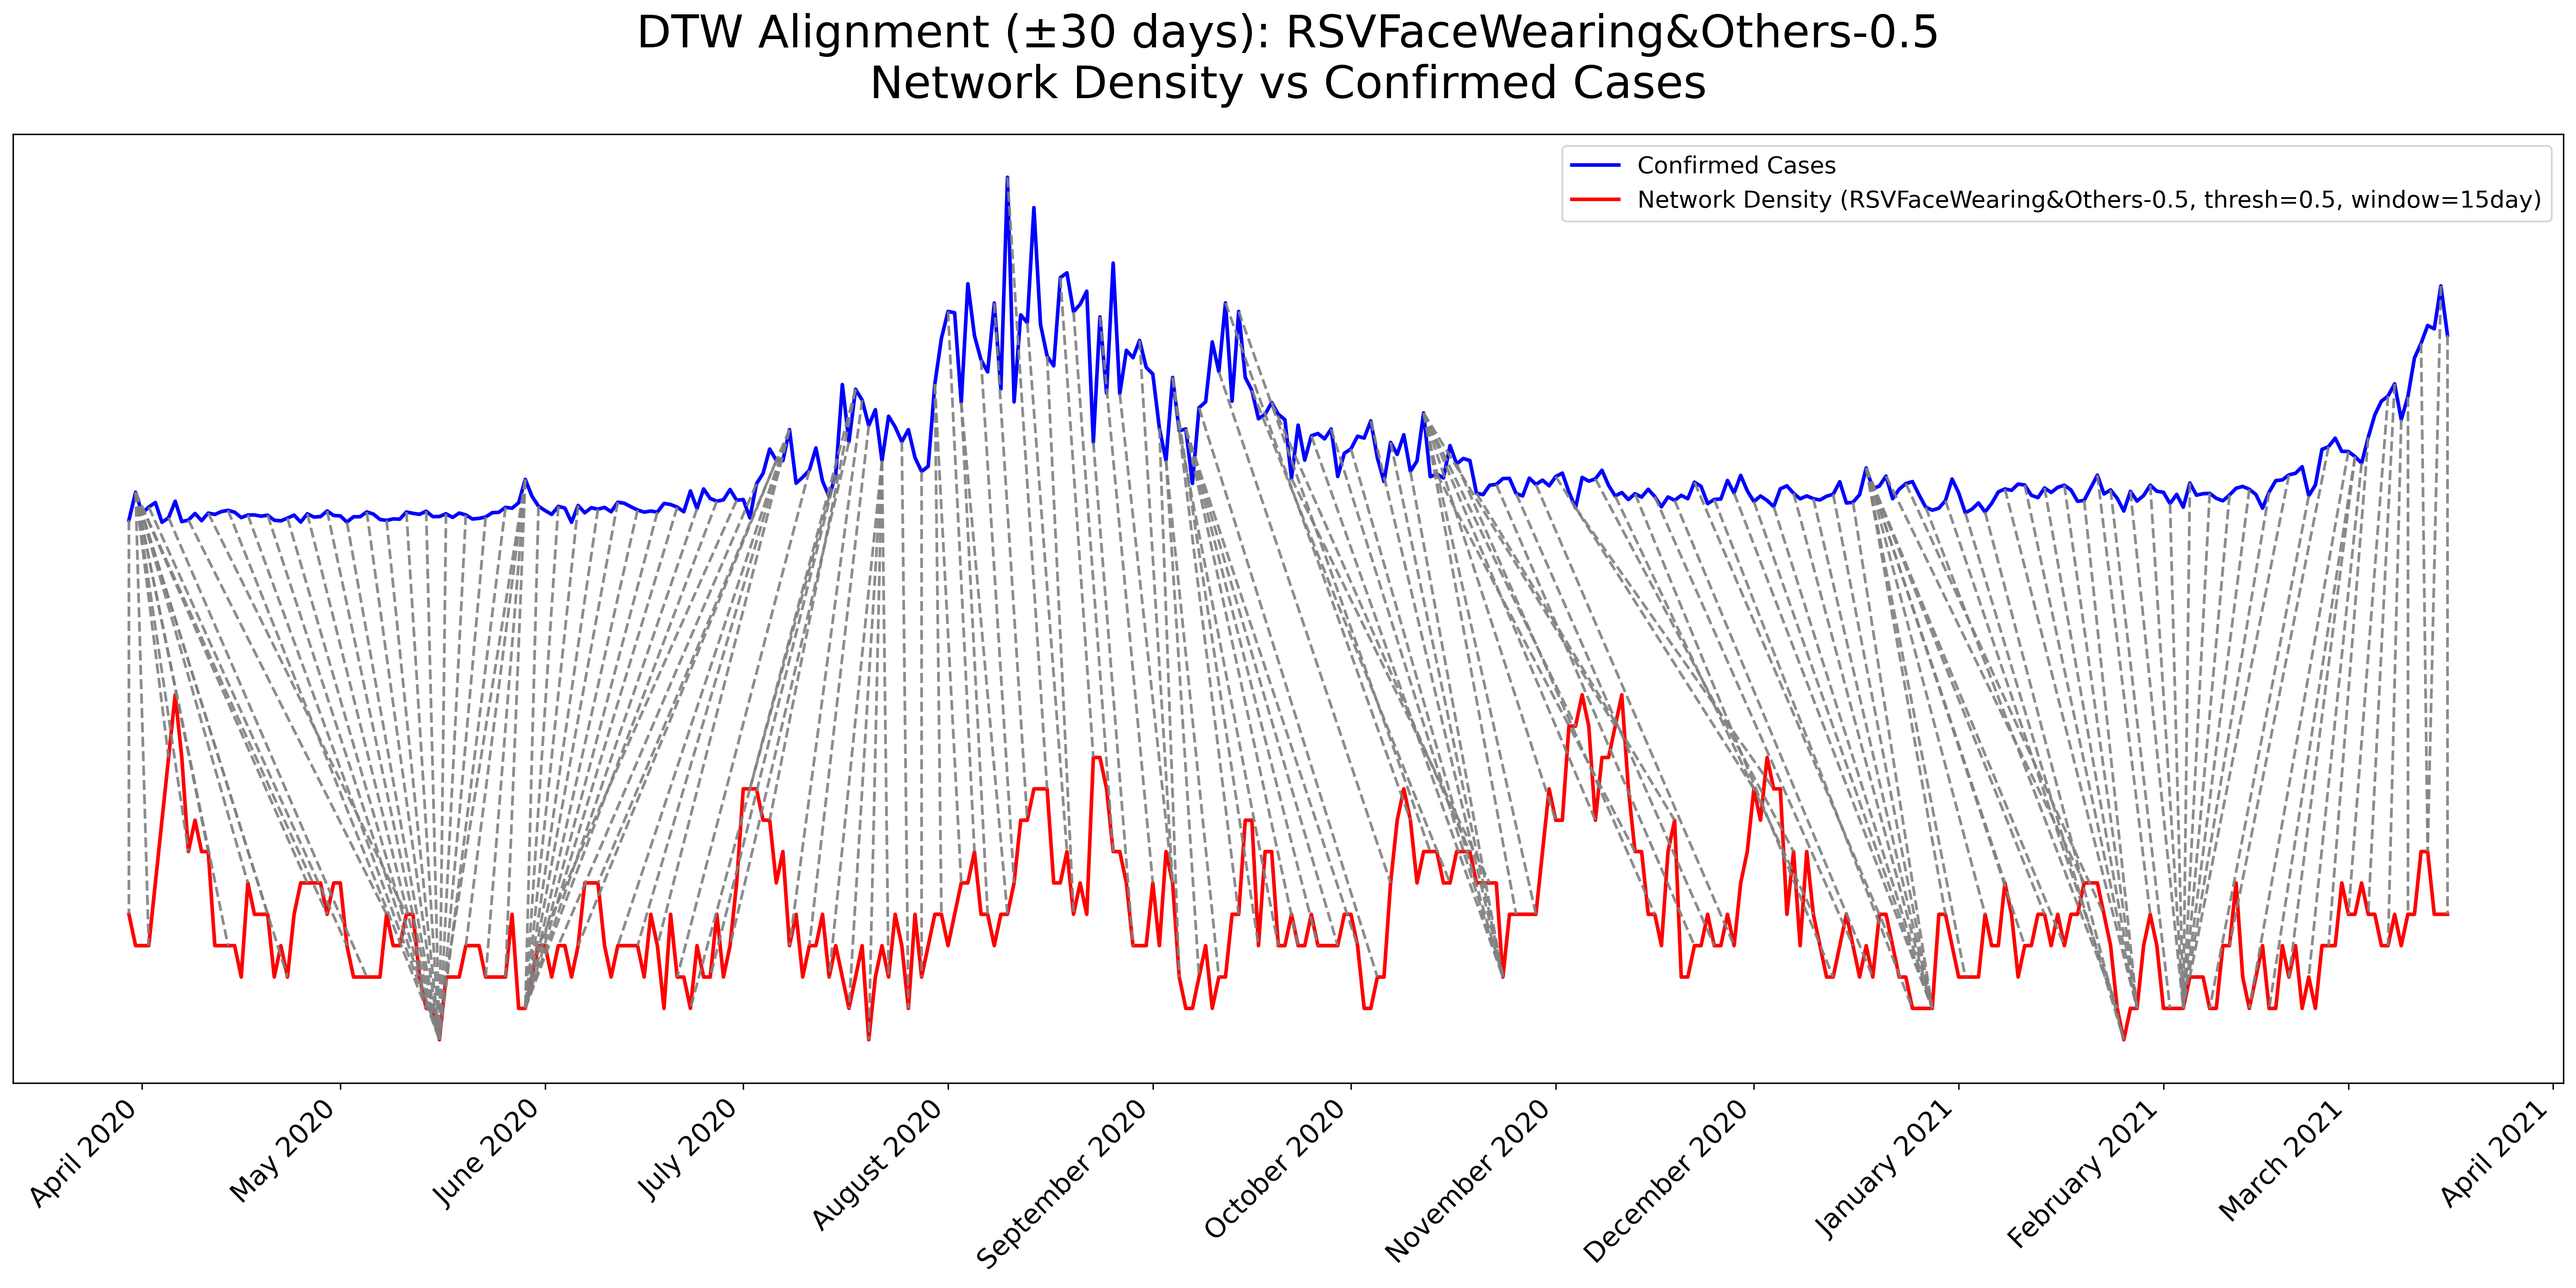 DTW Alignment (±30 days): RSVFaceWearing&Others-0.5
Network Density vs Confirmed Cases
Confirmed Cases
Network Density (RSVFaceWearing&Others-0.5, thresh=0.5, window=15day)
April 2020
May 2020
June 2020
July 2020
August 2020
September 2020
October 2020
November 2020
December 2020
January 2021
February 2021
March 2021
April 2021